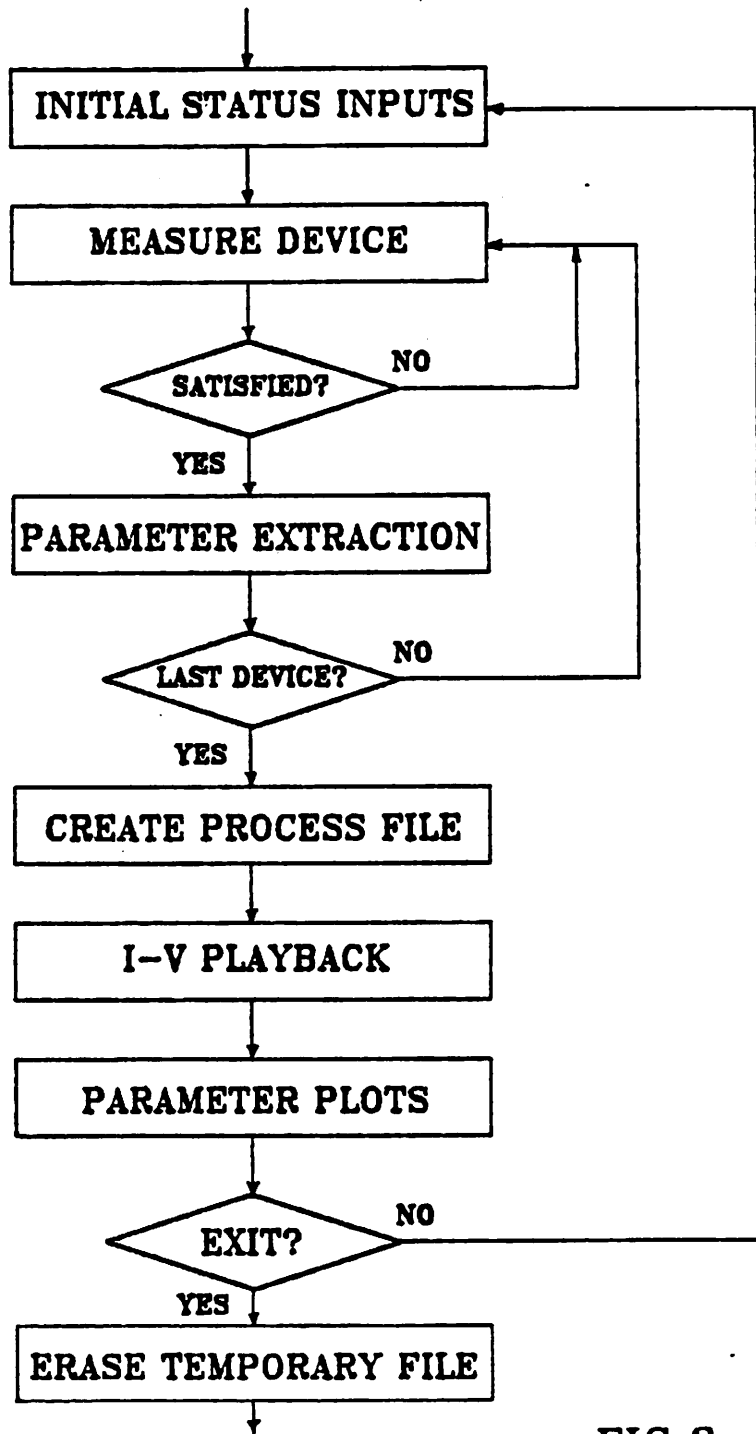 INITIAL STATUS INPUTS
MEASURE DEVICE
SATISFIED?
NO
YES
PARAMETER EXTRACTION
LAST DEVICE?
NO
YES
CREATE PROCESS FILE
I-V PLAYBACK
PARAMETER PLOTS
EXIT?
NO
YES
ERASE TEMPORARY FILE